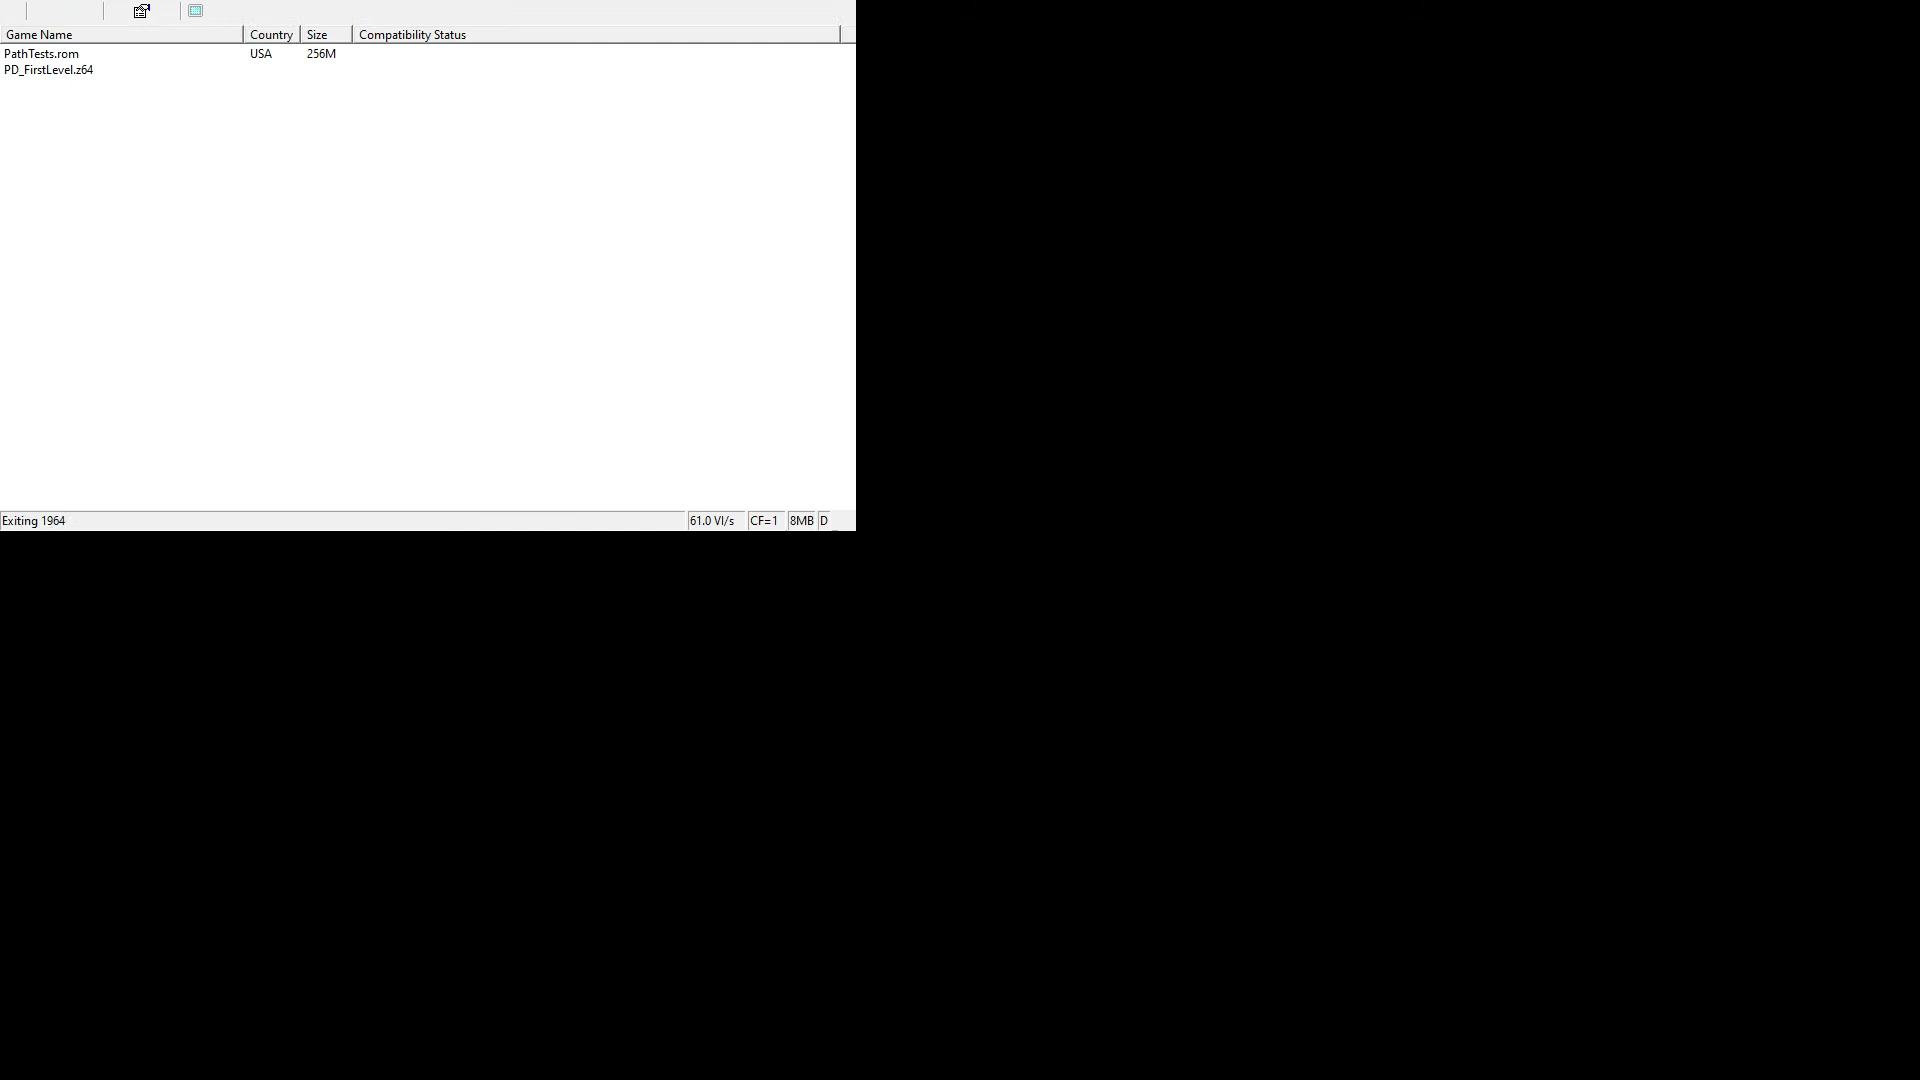 Game Name Country Size Compatibility Status
PathTests.rom USA 256M
PD_FirstLevel.z64
Exiting 1964 61.0 VI/s CF=1 8MB D